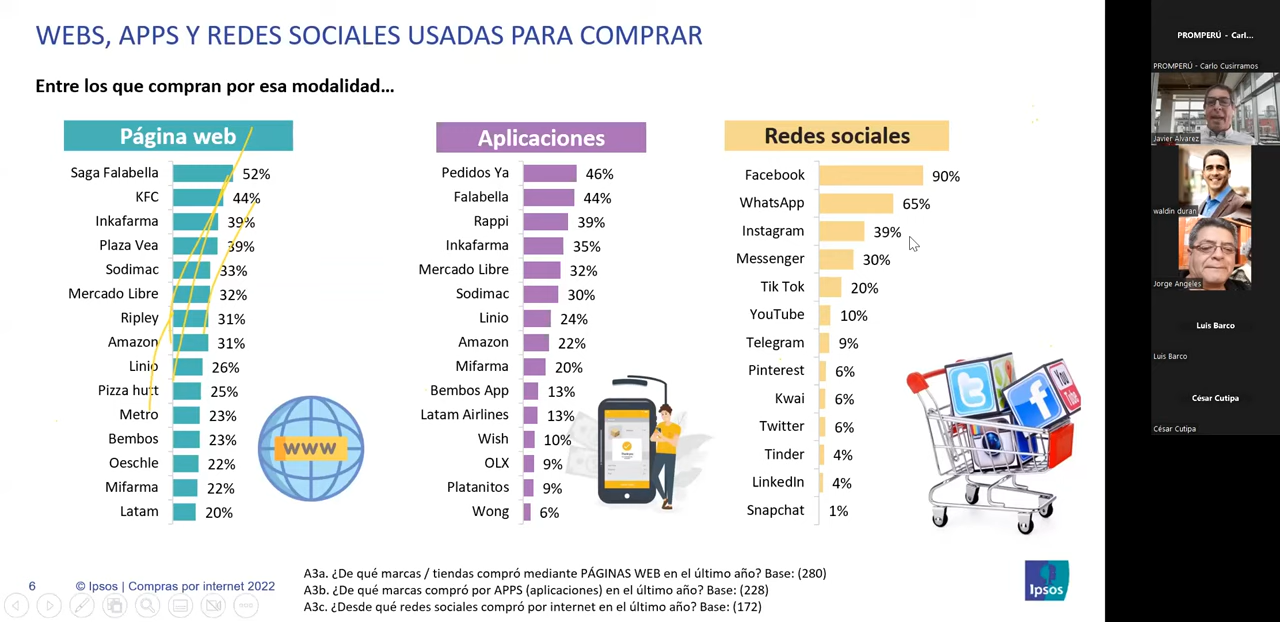 WEBS, APPS Y REDES SOCIALES USADAS PARA COMPRAR
Entre los que compran por esa modalidad...
Página web
Saga Falabella 52%
KFC 44%
Inkafarma 39%
Plaza Vea 39%
Sodimac 33%
Mercado Libre 32%
Ripley 31%
Amazon 31%
Linio 26%
Pizza hutt 25%
Metro 23%
Bembos 23%
Oeschle 22%
Mifarma 22%
Latam 20%
WWW
Aplicaciones
Pedidos Ya 46%
Falabella 44%
Rappi 39%
Inkafarma 35%
Mercado Libre 32%
Sodimac 30%
Linio 24%
Amazon 22%
Mifarma 20%
Bembos App 13%
Latam Airlines 13%
Wish 10%
OLX 9%
Platanitos 9%
Wong 6%
Redes sociales
Facebook 90%
WhatsApp 65%
Instagram 39%
Messenger 30%
Tik Tok 20%
YouTube 10%
Telegram 9%
Pinterest 6%
Kwai 6%
Twitter 6%
Tinder 4%
LinkedIn 4%
Snapchat 1%
You
Tube
A3a. ¿De qué marcas / tiendas compró mediante PÁGINAS WEB en el último año? Base: (280)
A3b. ¿De qué marcas compró por APPS (aplicaciones) en el último año? Base: (228)
A3c. ¿Desde qué redes sociales compró por internet en el último año? Base: (172)
6 © Ipsos | Compras por internet 2022
Ipsos
PROMPERÚ - Carl...
PROMPERÚ - Carlo Cusirramos
Javier Alvarez
waldin duran
Jorge Angeles
Luis Barco
Luis Barco
César Cutipa
César Cutipa